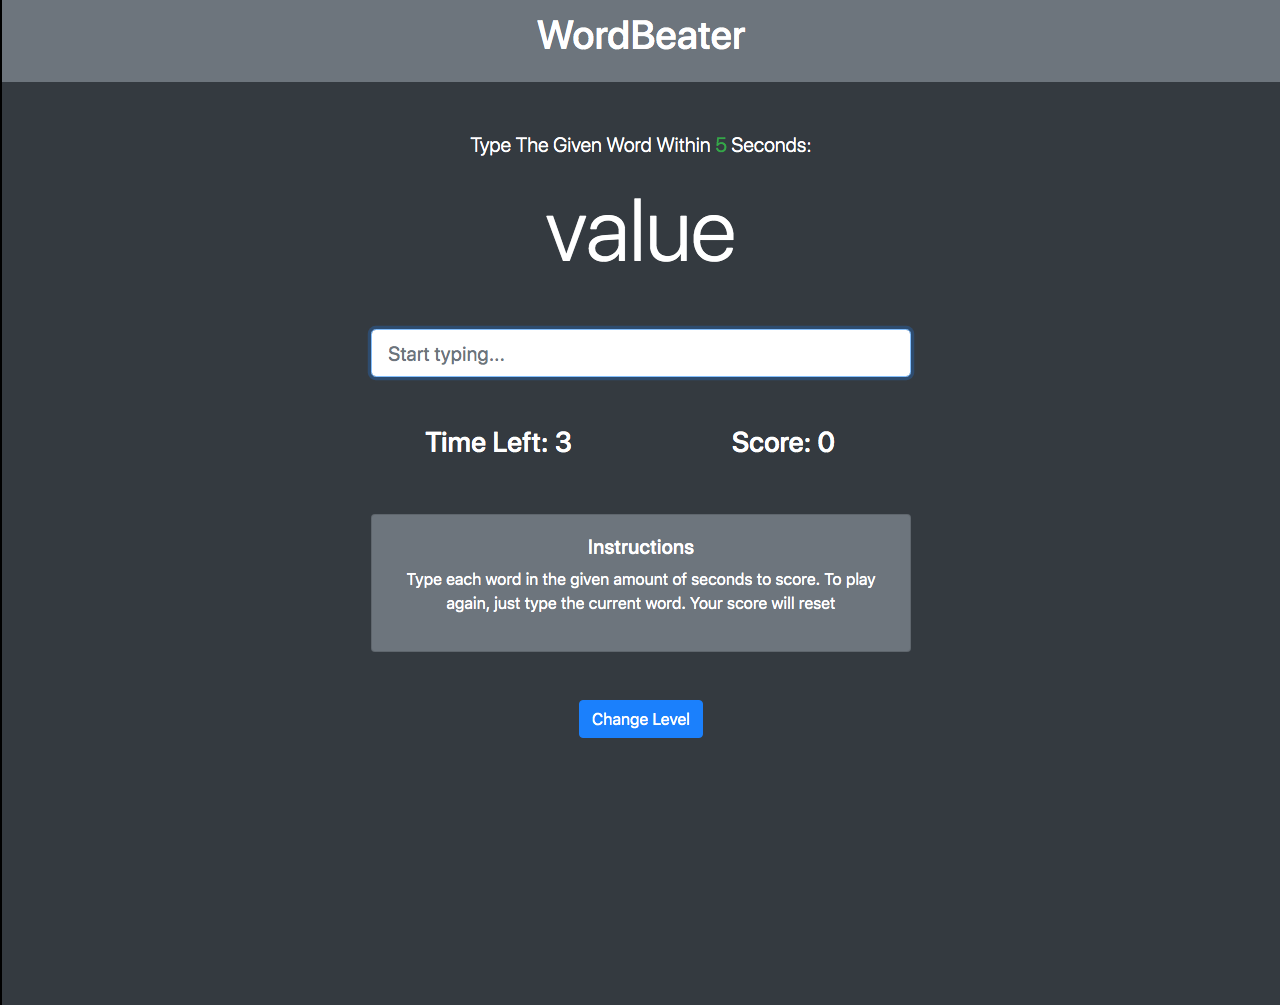 WordBeater
Type The Given Word Within 5 Seconds:
value
Start typing...
Time Left: 3
Score: 0
Instructions
Type each word in the given amount of seconds to score. To play
again, just type the current word. Your score will reset
Change Level